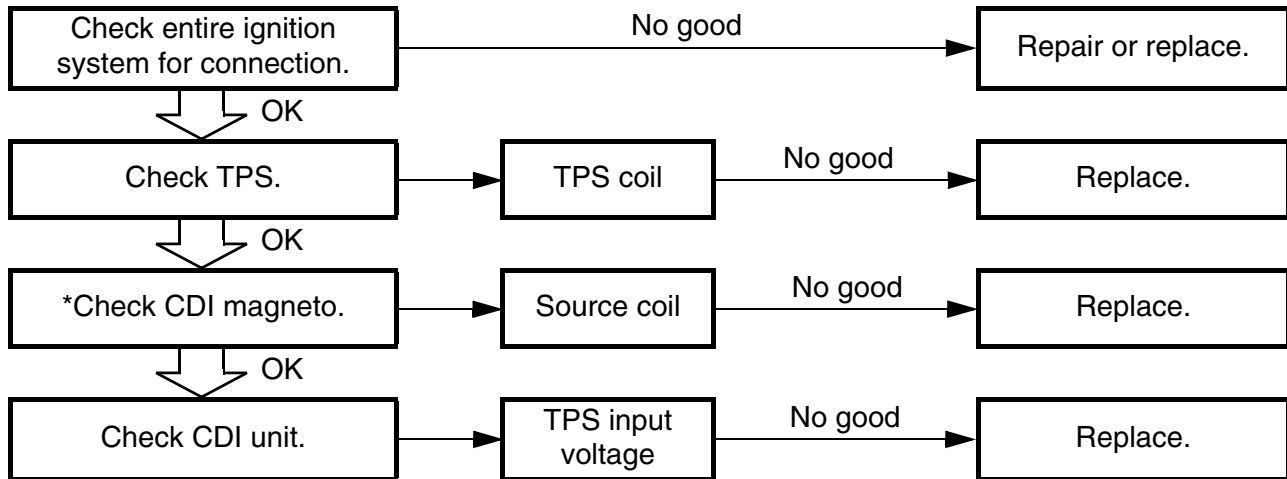 Check entire ignition
system for connection.
No good
Repair or replace.
OK
Check TPS.
TPS coil
No good
Replace.
OK
*Check CDI magneto.
Source coil
No good
Replace.
OK
Check CDI unit.
TPS input
voltage
No good
Replace.